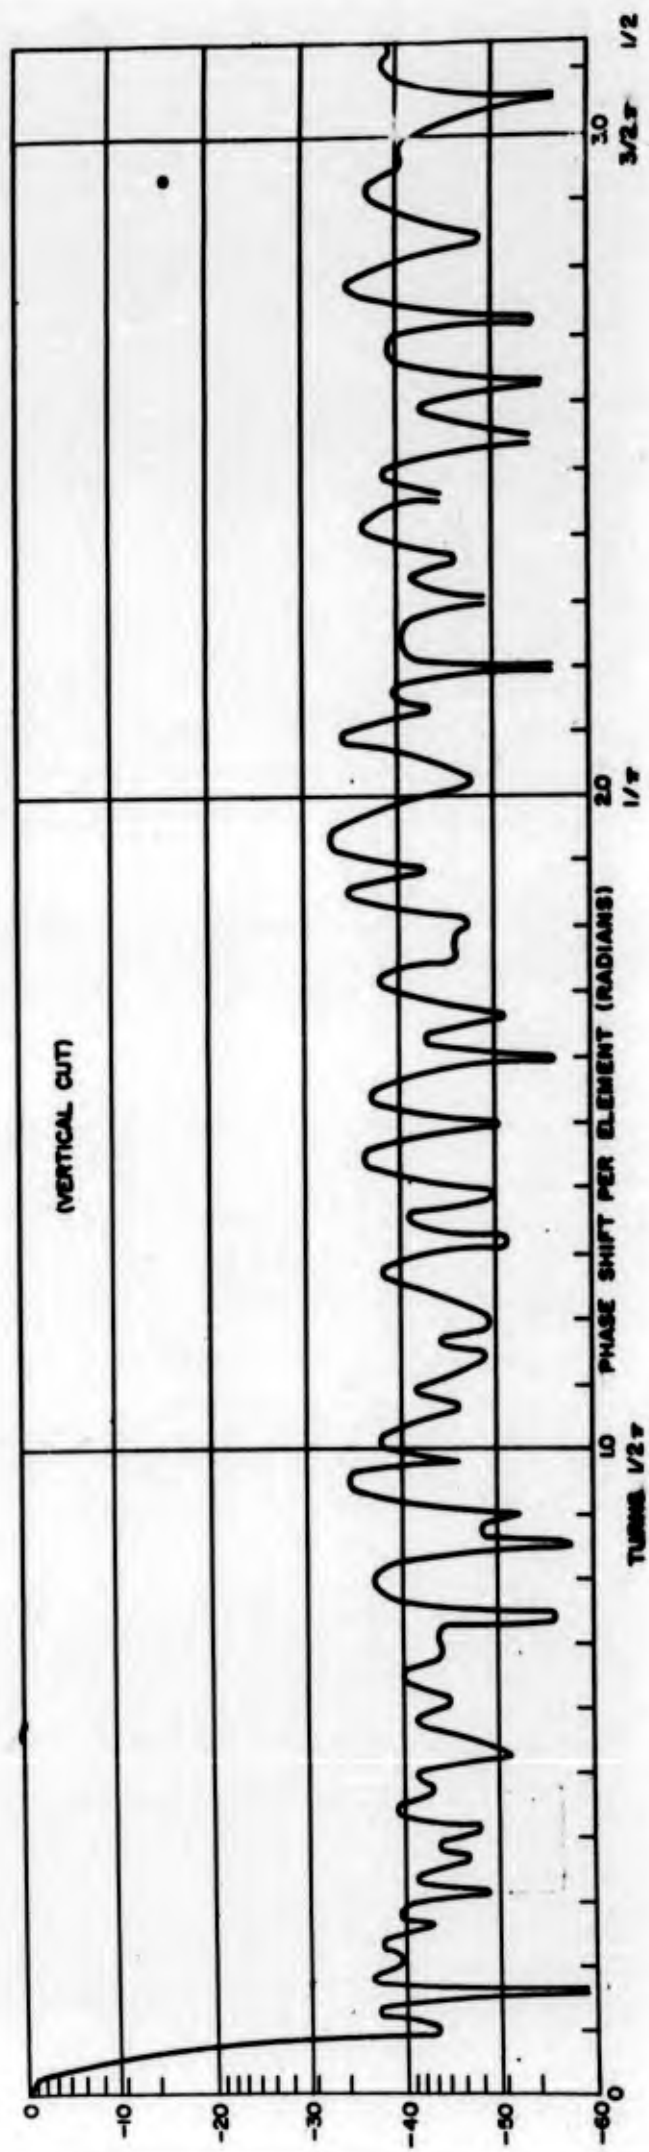 (VERTICAL CUT)
0
-10
-20
-30
-40
-50
-60
0 1.0 2.0 3.0
PHASE SHIFT PER ELEMENT (RADIANS)
TURNS 1/2π 1/π 3/2π 1/2